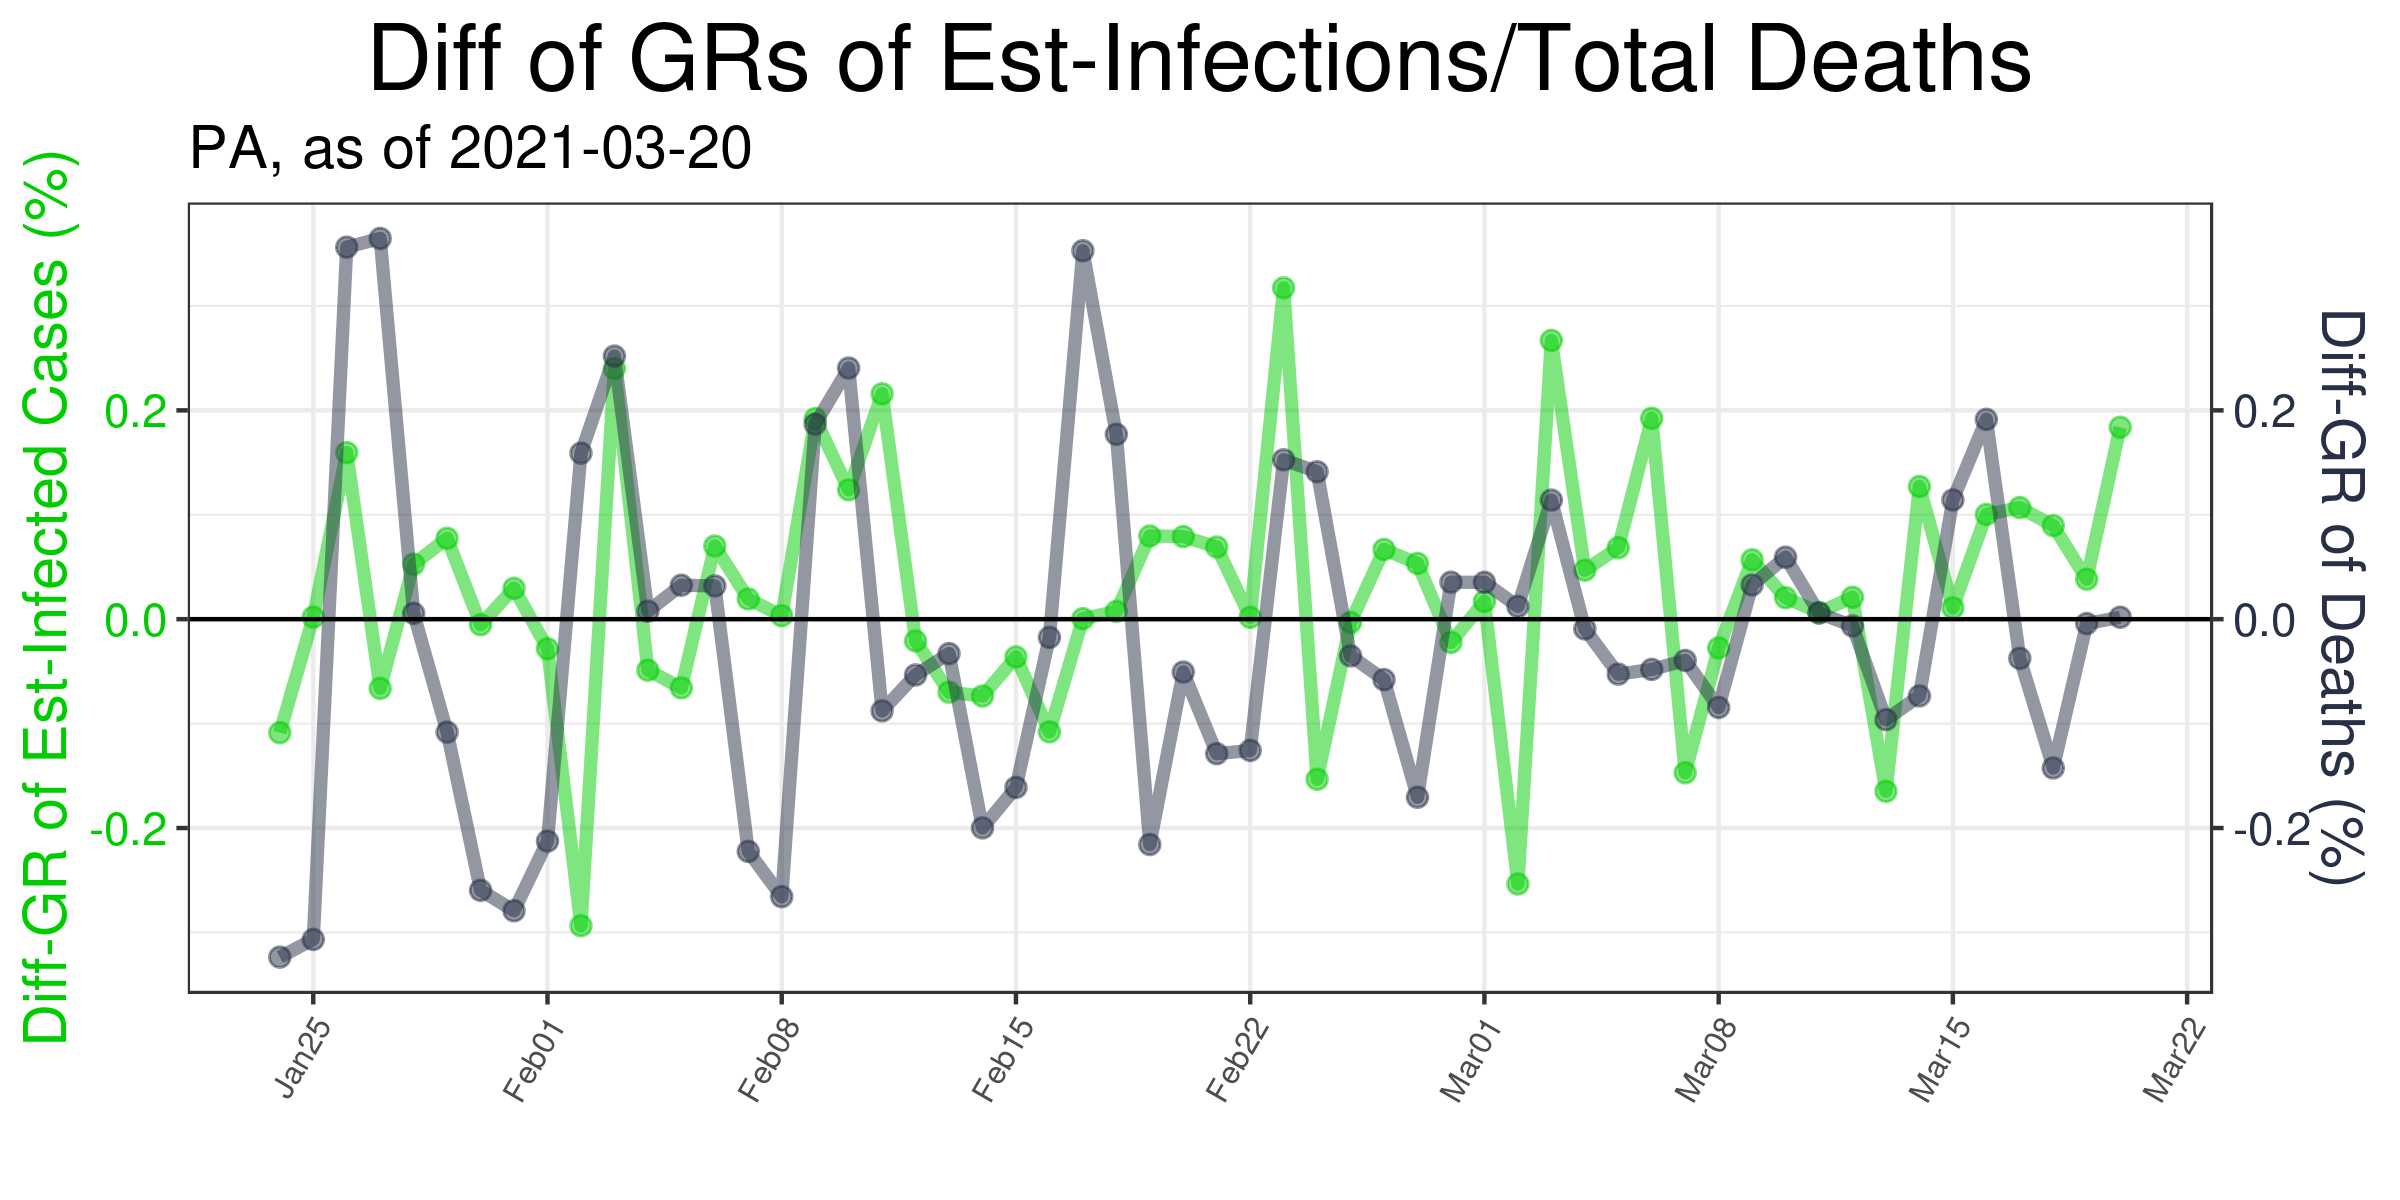 Diff of GRs of Est-Infections/Total Deaths
PA, as of 2021-03-20
Diff-GR of Est-Infected Cases (%)
0.2
0.0
-0.2
0.2
0.0
-0.2
Diff-GR of Deaths (%)
Jan25
Feb01
Feb08
Feb15
Feb22
Mar01
Mar08
Mar15
Mar22